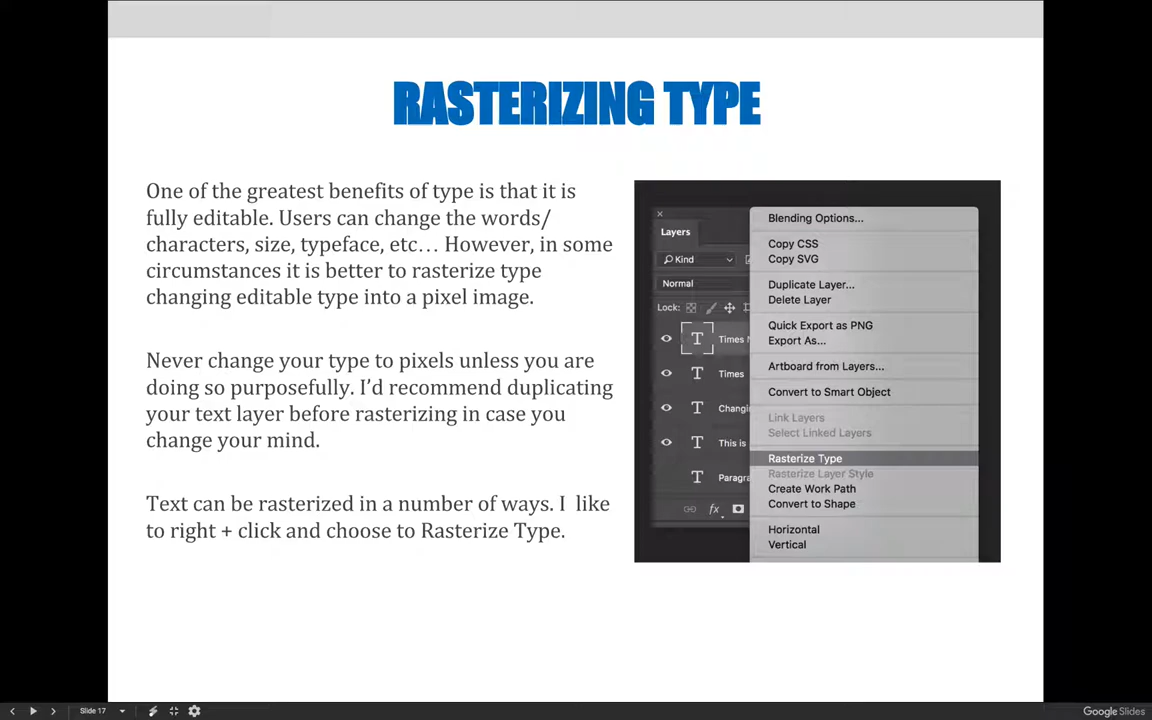 RASTERIZING TYPE
One of the greatest benefits of type is that it is
fully editable. Users can change the words/
characters, size, typeface, etc… However, in some
circumstances it is better to rasterize type
changing editable type into a pixel image.
Never change your type to pixels unless you are
doing so purposefully. I’d recommend duplicating
your text layer before rasterizing in case you
change your mind.
Text can be rasterized in a number of ways. I  like
to right + click and choose to Rasterize Type.
Layers
Kind
Normal
Lock:
T Times
T Times
T Changi
T This is
T Paragra
fx
Blending Options...
Copy CSS
Copy SVG
Duplicate Layer...
Delete Layer
Quick Export as PNG
Export As...
Artboard from Layers...
Convert to Smart Object
Link Layers
Select Linked Layers
Rasterize Type
Rasterize Layer Style
Create Work Path
Convert to Shape
Horizontal
Vertical
Slide 17
Google Slides